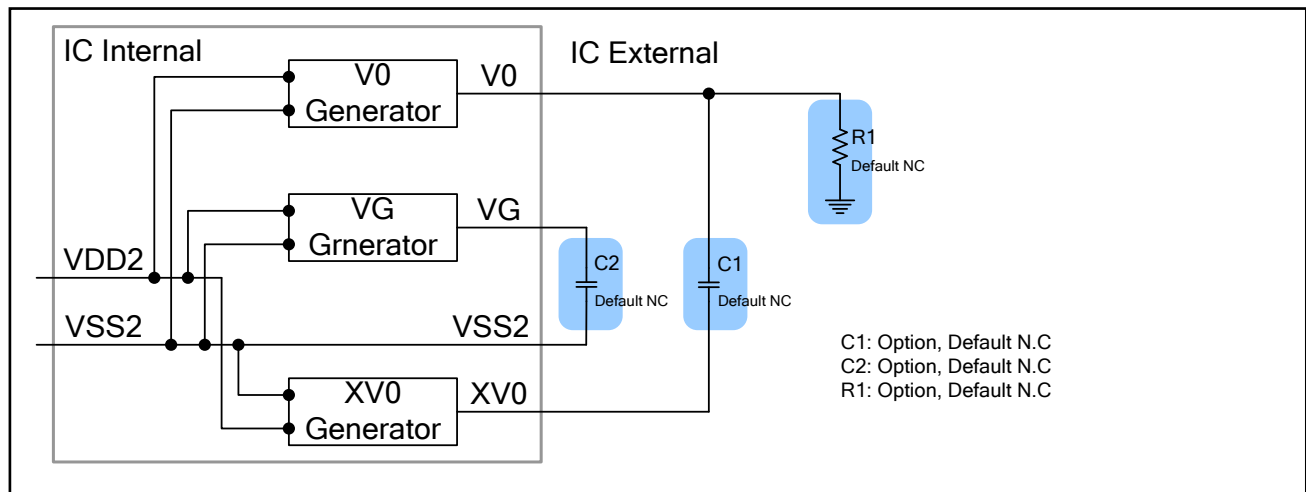 IC Internal
IC External
V0
Generator
V0
R1
Default NC
VG
Grnerator
VG
VDD2
C2
Default NC
C1
Default NC
VSS2
VSS2
XV0
Generator
XV0
C1: Option, Default N.C
C2: Option, Default N.C
R1: Option, Default N.C